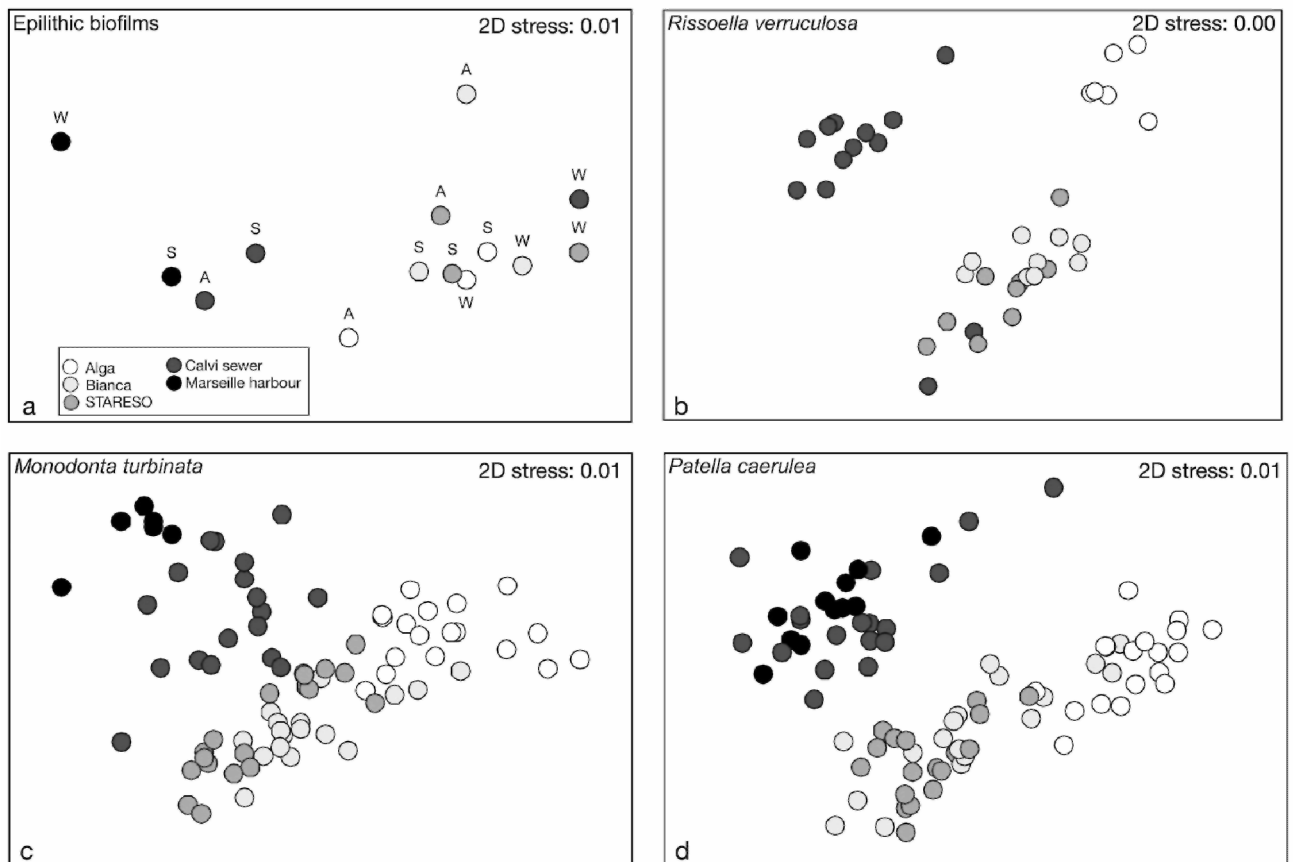 Epilithic biofilms
2D stress: 0.01
A
W
A
W
S
W
S
S
S
W
S
A
W
A
Alga
Bianca
STARESO
Calvi sewer
Marseille harbour
a
Rissoella verruculosa
2D stress: 0.00
b
Monodonta turbinata
2D stress: 0.01
c
Patella caerulea
2D stress: 0.01
d